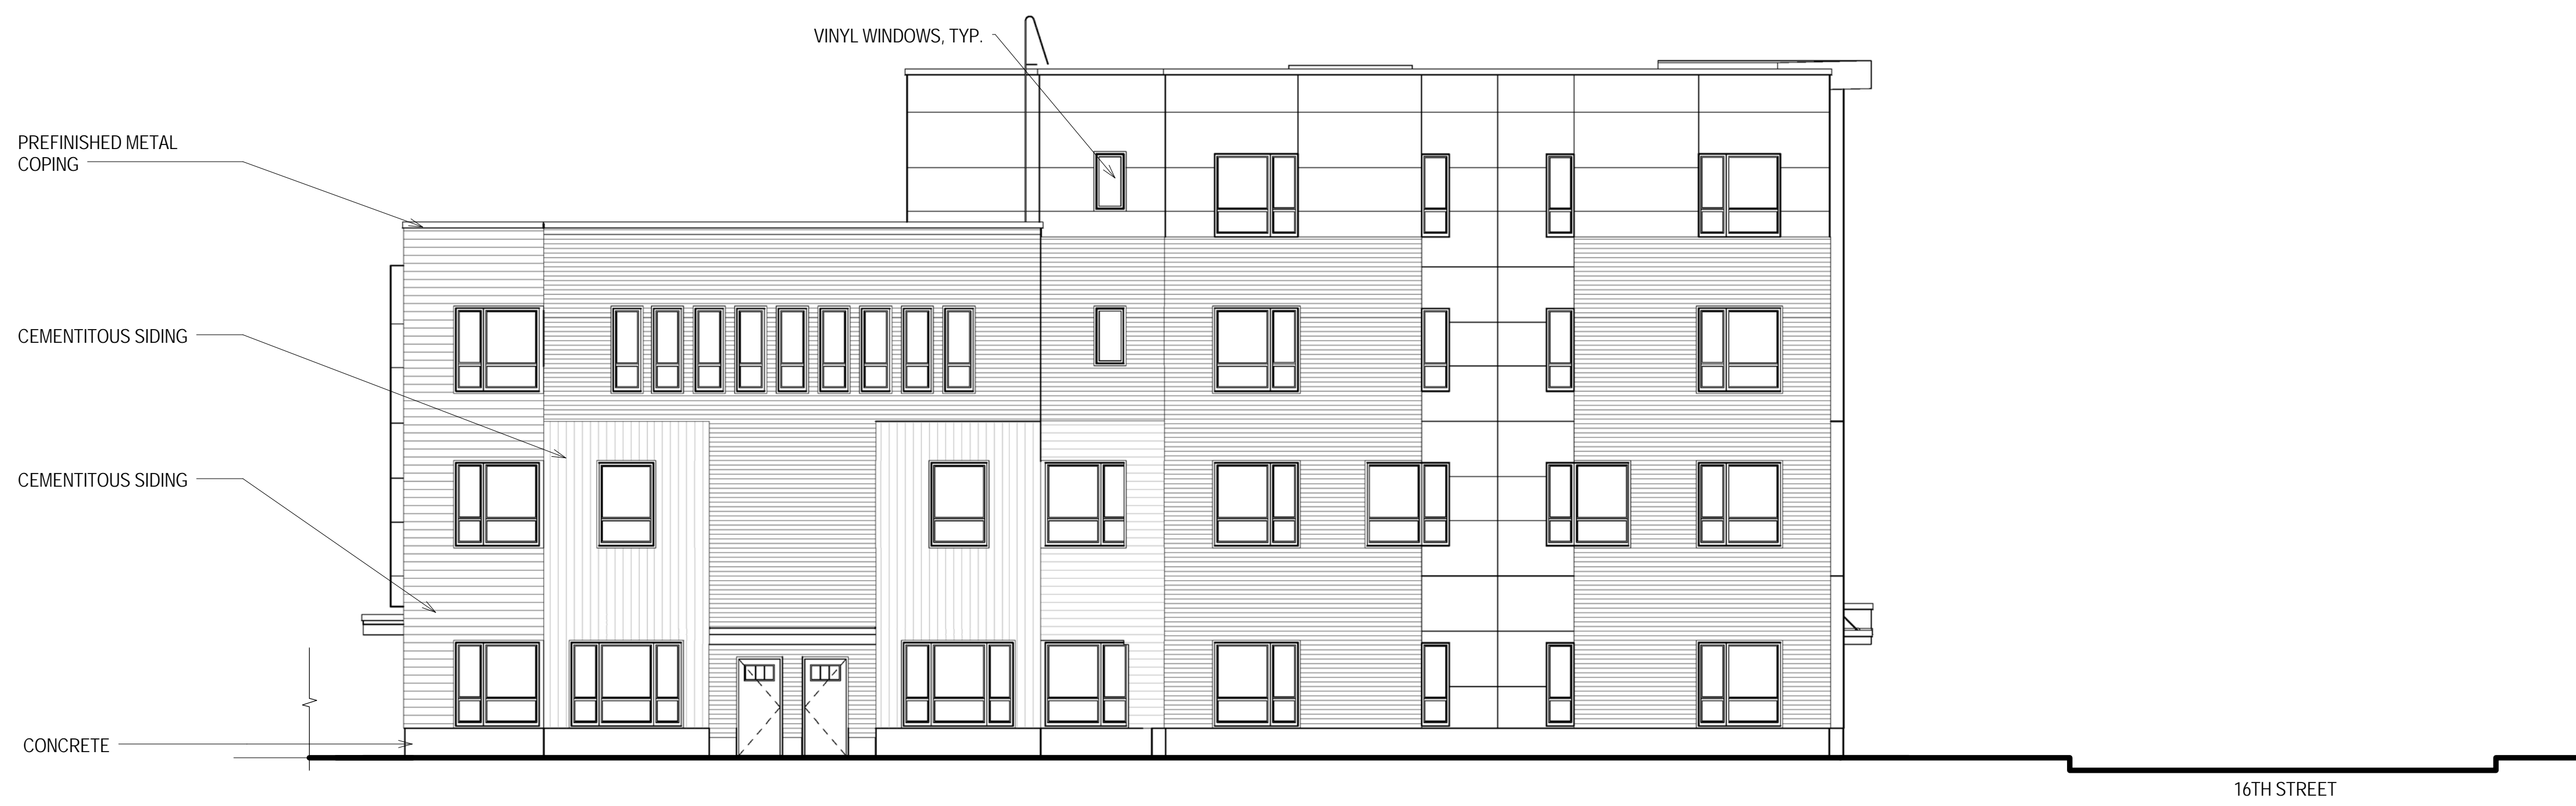 VINYL WINDOWS, TYP.
PREFINISHED METAL
COPING
CEMENTITOUS SIDING
CEMENTITOUS SIDING
CONCRETE
16TH STREET